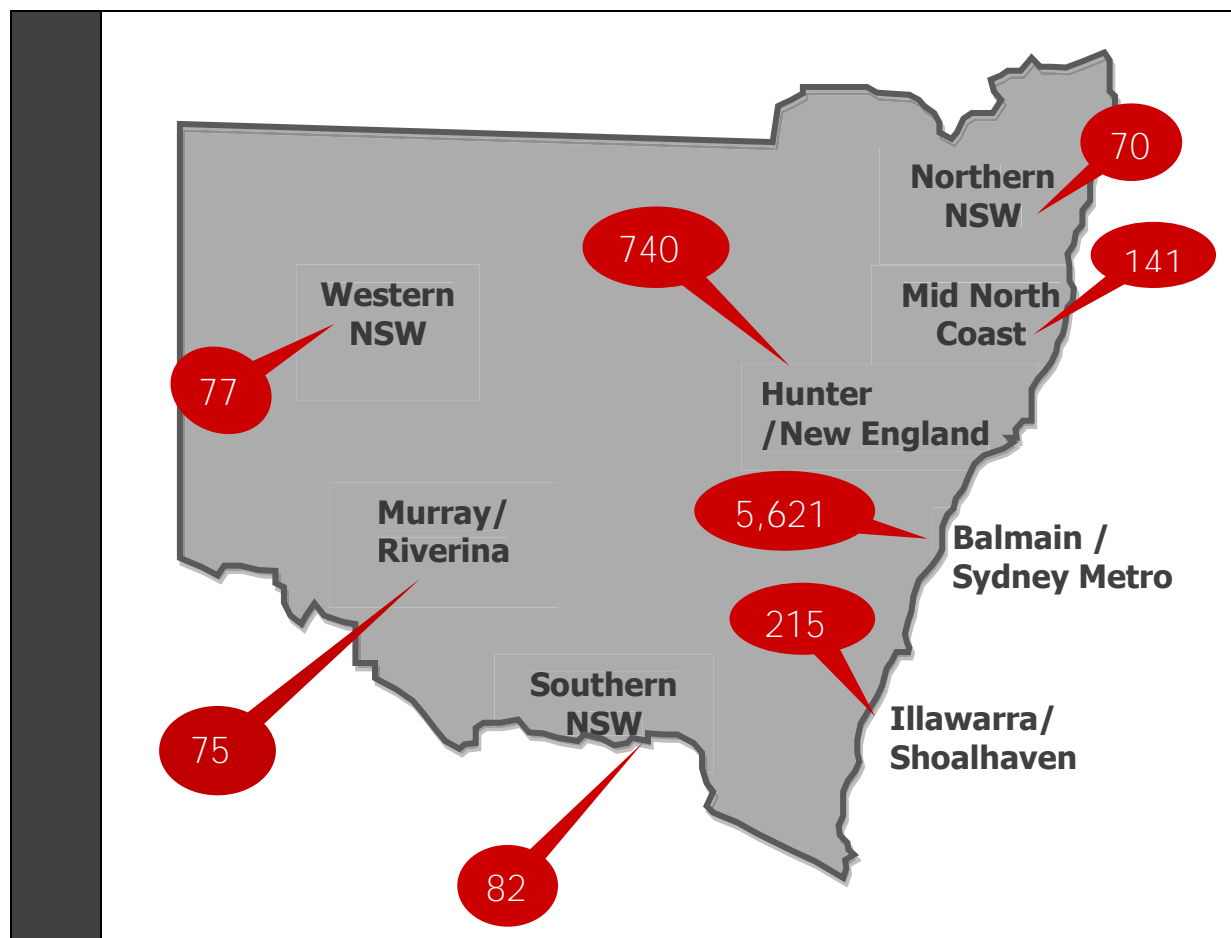 70
Northern
NSW
740
141
Western
NSW
Mid North
Coast
77
Hunter
/New England
5,621
Murray/
Riverina
Balmain /
Sydney Metro
215
Southern
NSW
Illawarra/
Shoalhaven
75
82